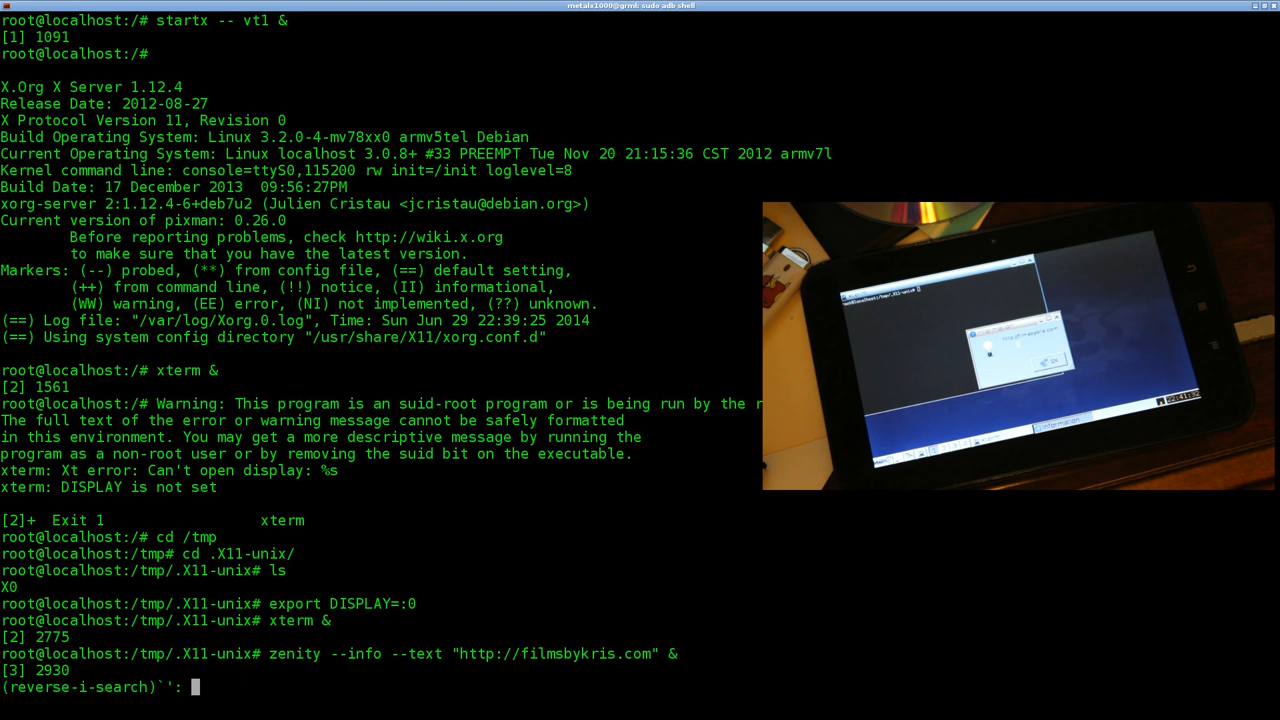 metalx1000@grml: sudo adb shell
root@localhost:/# startx -- vt1 &
[1] 1091
root@localhost:/#
X.Org X Server 1.12.4
Release Date: 2012-08-27
X Protocol Version 11, Revision 0
Build Operating System: Linux 3.2.0-4-mv78xx0 armv5tel Debian
Current Operating System: Linux localhost 3.0.8+ #33 PREEMPT Tue Nov 20 21:15:36 CST 2012 armv7l
Kernel command line: console=ttyS0,115200 rw init=/init loglevel=8
Build Date: 17 December 2013  09:56:27PM
xorg-server 2:1.12.4-6+deb7u2 (Julien Cristau <jcristau@debian.org>)
Current version of pixman: 0.26.0
        Before reporting problems, check http://wiki.x.org
        to make sure that you have the latest version.
Markers: (--) probed, (**) from config file, (==) default setting,
        (++) from command line, (!!) notice, (II) informational,
        (WW) warning, (EE) error, (NI) not implemented, (??) unknown.
(==) Log file: "/var/log/Xorg.0.log", Time: Sun Jun 29 22:39:25 2014
(==) Using system config directory "/usr/share/X11/xorg.conf.d"
root@localhost:/# xterm &
[2] 1561
root@localhost:/# Warning: This program is an suid-root program or is being run by the r
The full text of the error or warning message cannot be safely formatted
in this environment. You may get a more descriptive message by running the
program as a non-root user or by removing the suid bit on the executable.
xterm: Xt error: Can't open display: %s
xterm: DISPLAY is not set
[2]+  Exit 1                  xterm
root@localhost:/# cd /tmp
root@localhost:/tmp# cd .X11-unix/
root@localhost:/tmp/.X11-unix# ls
X0
root@localhost:/tmp/.X11-unix# export DISPLAY=:0
root@localhost:/tmp/.X11-unix# xterm &
[2] 2775
root@localhost:/tmp/.X11-unix# zenity --info --text "http://filmsbykris.com" &
[3] 2930
(reverse-i-search)`':
root@localhost:/tmp/.X11-unix#
http://filmsbykris.com
OK
Information